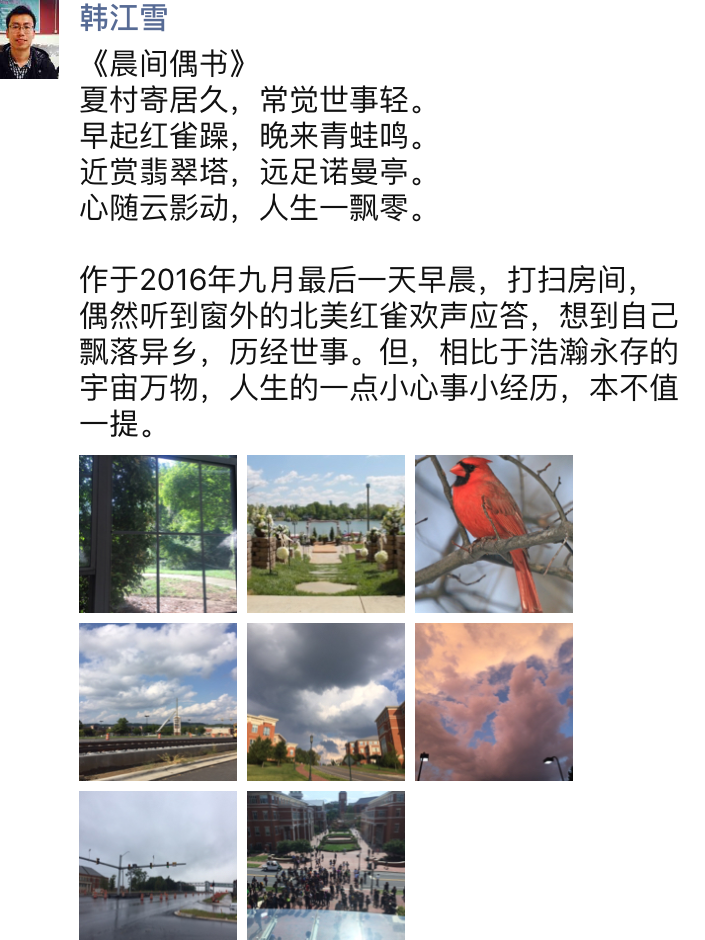 韩江雪
《晨间偶书》
夏村寄居久，常觉世事轻。
早起红雀躁，晚来青蛙鸣。
近赏翡翠塔，远足诺曼亭。
心随云影动，人生一飘零。
作于2016年九月最后一天早晨，打扫房间，
偶然听到窗外的北美红雀欢声应答，想到自己
飘落异乡，历经世事。但，相比于浩瀚永存的
宇宙万物，人生的一点小心事小经历，本不值
一提。